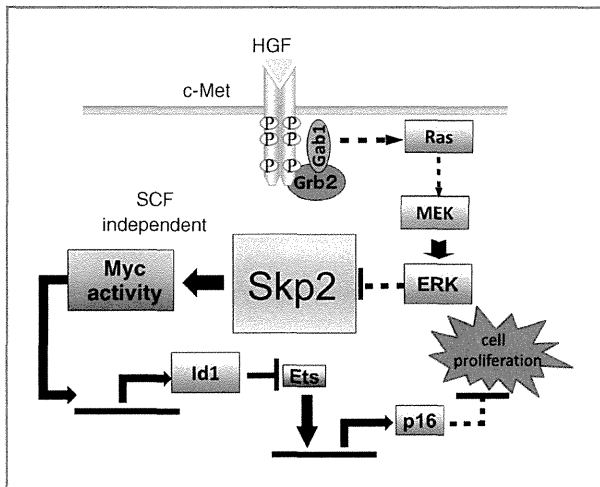 HGF
c-Met
P P
P P
P P
Gab1
Grb2
Ras
MEK
ERK
SCF
independent
Skp2
Myc
activity
Id1
Ets
p16
cell
proliferation